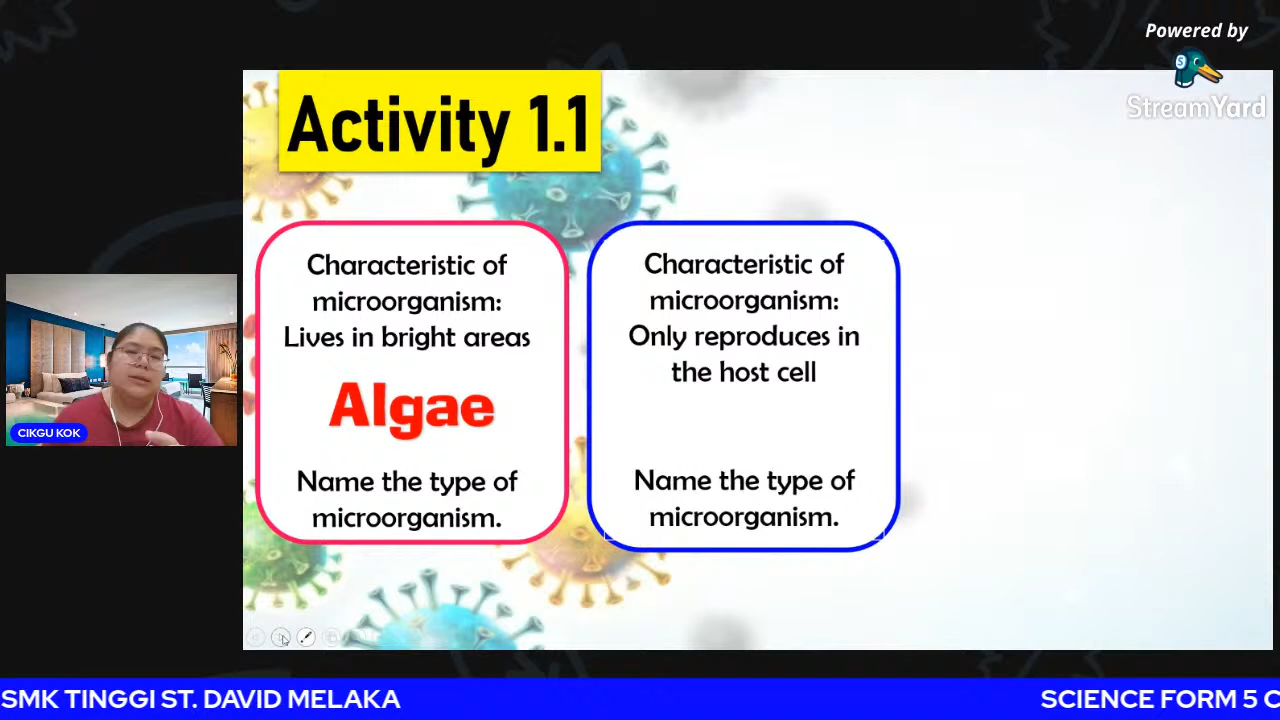 Powered by
StreamYard
Activity 1.1
Characteristic of
microorganism:
Lives in bright areas
Algae
Name the type of
microorganism.
Characteristic of
microorganism:
Only reproduces in
the host cell
Name the type of
microorganism.
CIKGU KOK
SMK TINGGI ST. DAVID MELAKA
SCIENCE FORM 5 C